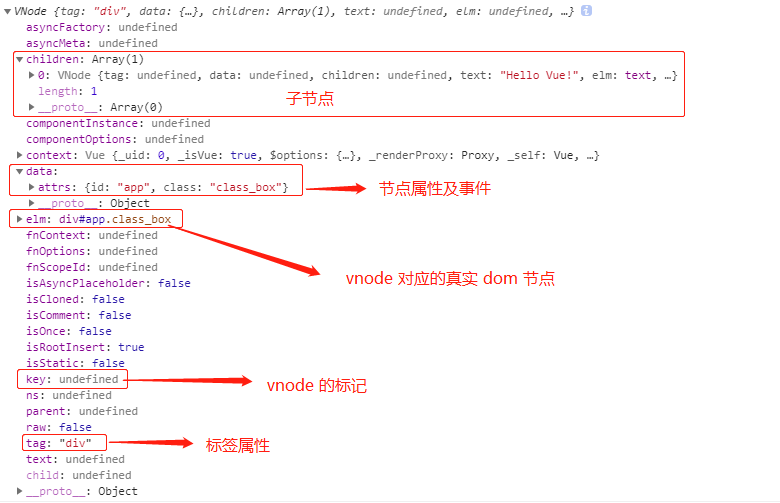 VNode {tag: "div", data: {…}, children: Array(1), text: undefined, elm: undefined, …}
asyncFactory: undefined
asyncMeta: undefined
children: Array(1)
0: VNode {tag: undefined, data: undefined, children: undefined, text: "Hello Vue!", elm: text, …}
length: 1
__proto__: Array(0)
子节点
componentInstance: undefined
componentOptions: undefined
context: Vue {_uid: 0, _isVue: true, $options: {…}, _renderProxy: Proxy, _self: Vue, …}
data:
attrs: {id: "app", class: "class_box"}
节点属性及事件
__proto__: Object
elm: div#app.class_box
fnContext: undefined
fnOptions: undefined
fnScopeId: undefined
vnode 对应的真实 dom 节点
isAsyncPlaceholder: false
isCloned: false
isComment: false
isOnce: false
isRootInsert: true
isStatic: false
key: undefined
vnode 的标记
ns: undefined
parent: undefined
raw: false
tag: "div"
标签属性
text: undefined
child: undefined
__proto__: Object